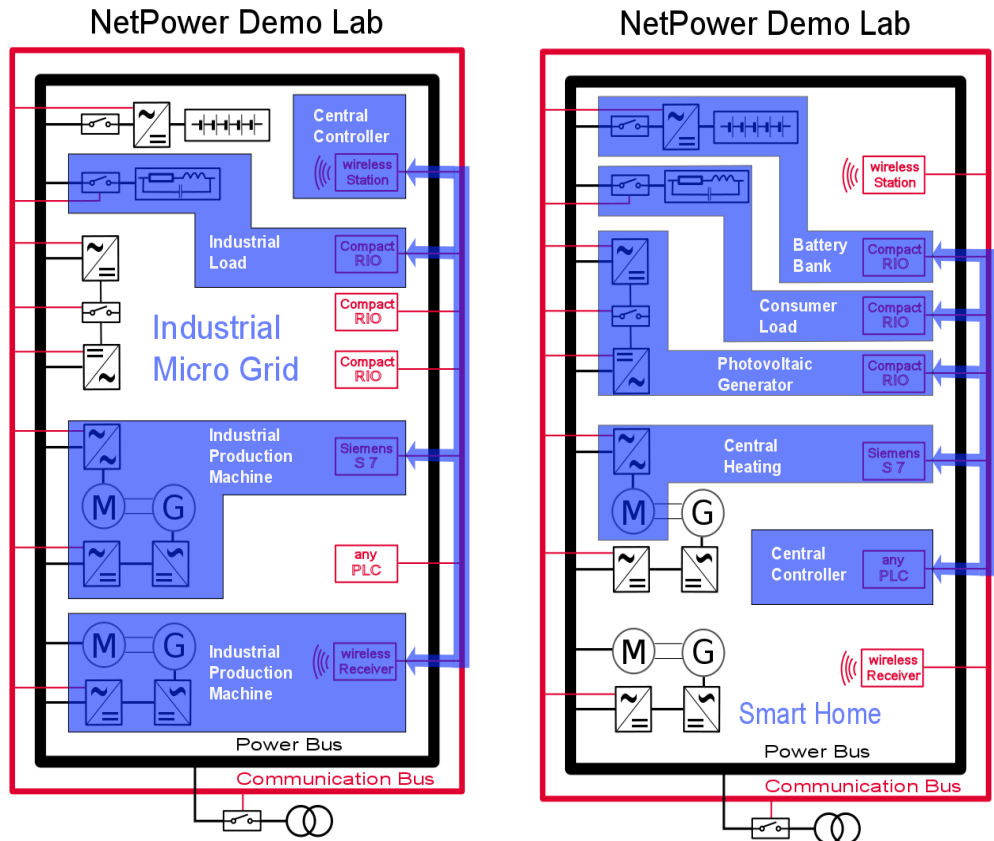 NetPower Demo Lab
Central
Controller
wireless
Station
Industrial
Load
Compact
RIO
Compact
RIO
Industrial
Micro Grid
Compact
RIO
Industrial
Production
Machine
Siemens
S 7
M
G
any
PLC
M
G
Industrial
Production
Machine
wireless
Receiver
Power Bus
Communication Bus
NetPower Demo Lab
wireless
Station
Battery
Bank
Compact
RIO
Consumer
Load
Compact
RIO
Photovoltaic
Generator
Compact
RIO
Central
Heating
Siemens
S 7
M
G
Central
Controller
any
PLC
M
G
wireless
Receiver
Smart Home
Power Bus
Communication Bus